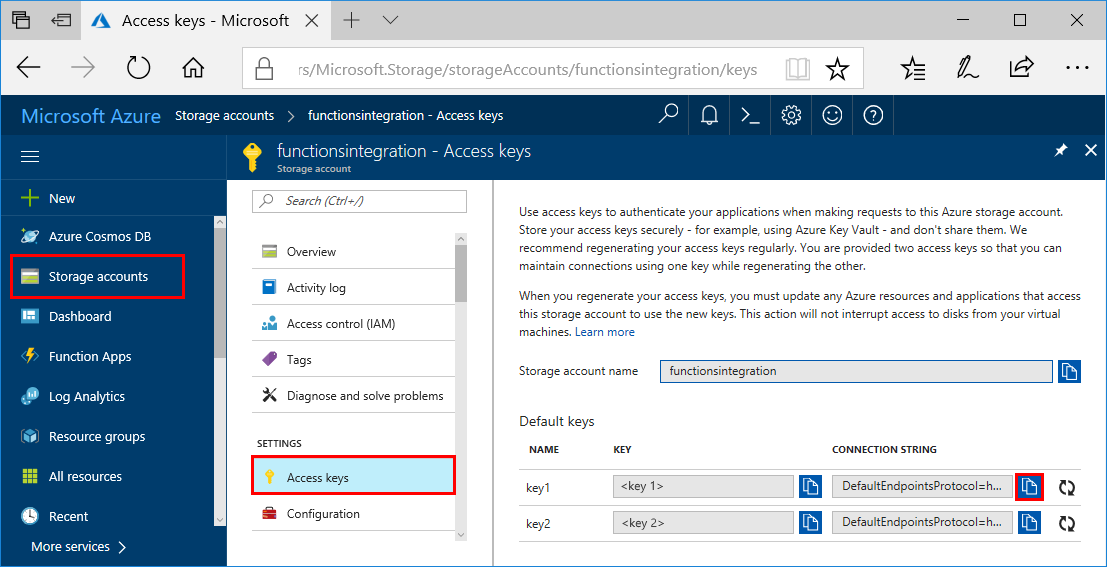 Access keys - Microsoft
rs/Microsoft.Storage/storageAccounts/functionsintegration/keys
Microsoft Azure Storage accounts > functionsintegration - Access keys
functionsintegration - Access keys
Storage account
New
Azure Cosmos DB
Storage accounts
Dashboard
Function Apps
Log Analytics
Resource groups
All resources
Recent
More services >
Search (Ctrl+/)
Overview
Activity log
Access control (IAM)
Tags
Diagnose and solve problems
SETTINGS
Access keys
Configuration
Use access keys to authenticate your applications when making requests to this Azure storage account.
Store your access keys securely - for example, using Azure Key Vault - and don't share them. We
recommend regenerating your access keys regularly. You are provided two access keys so that you can
maintain connections using one key while regenerating the other.
When you regenerate your access keys, you must update any Azure resources and applications that access
this storage account to use the new keys. This action will not interrupt access to disks from your virtual
machines. Learn more
Storage account name functionsintegration
Default keys
NAME KEY CONNECTION STRING
key1 <key 1> DefaultEndpointsProtocol=h...
key2 <key 2> DefaultEndpointsProtocol=h...